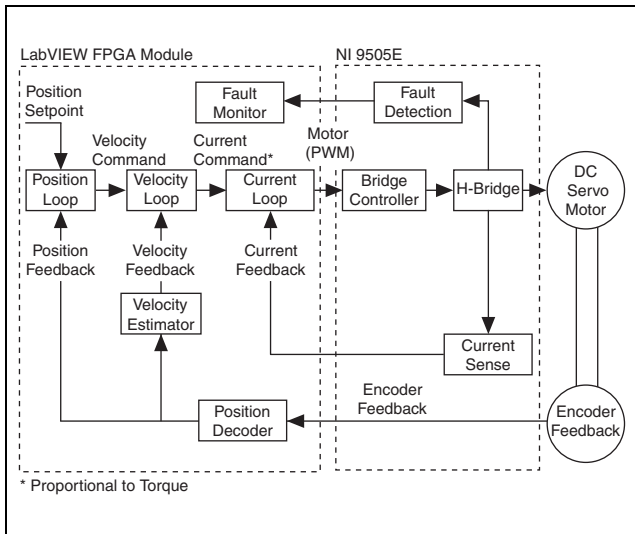 LabVIEW FPGA Module
NI 9505E
Position
Setpoint
Fault
Monitor
Fault
Detection
Velocity
Command
Current
Command*
Motor
(PWM)
Position
Loop
Velocity
Loop
Current
Loop
Bridge
Controller
H-Bridge
DC
Servo
Motor
Position
Feedback
Velocity
Feedback
Current
Feedback
Velocity
Estimator
Current
Sense
Encoder
Feedback
Position
Decoder
Encoder
Feedback
* Proportional to Torque